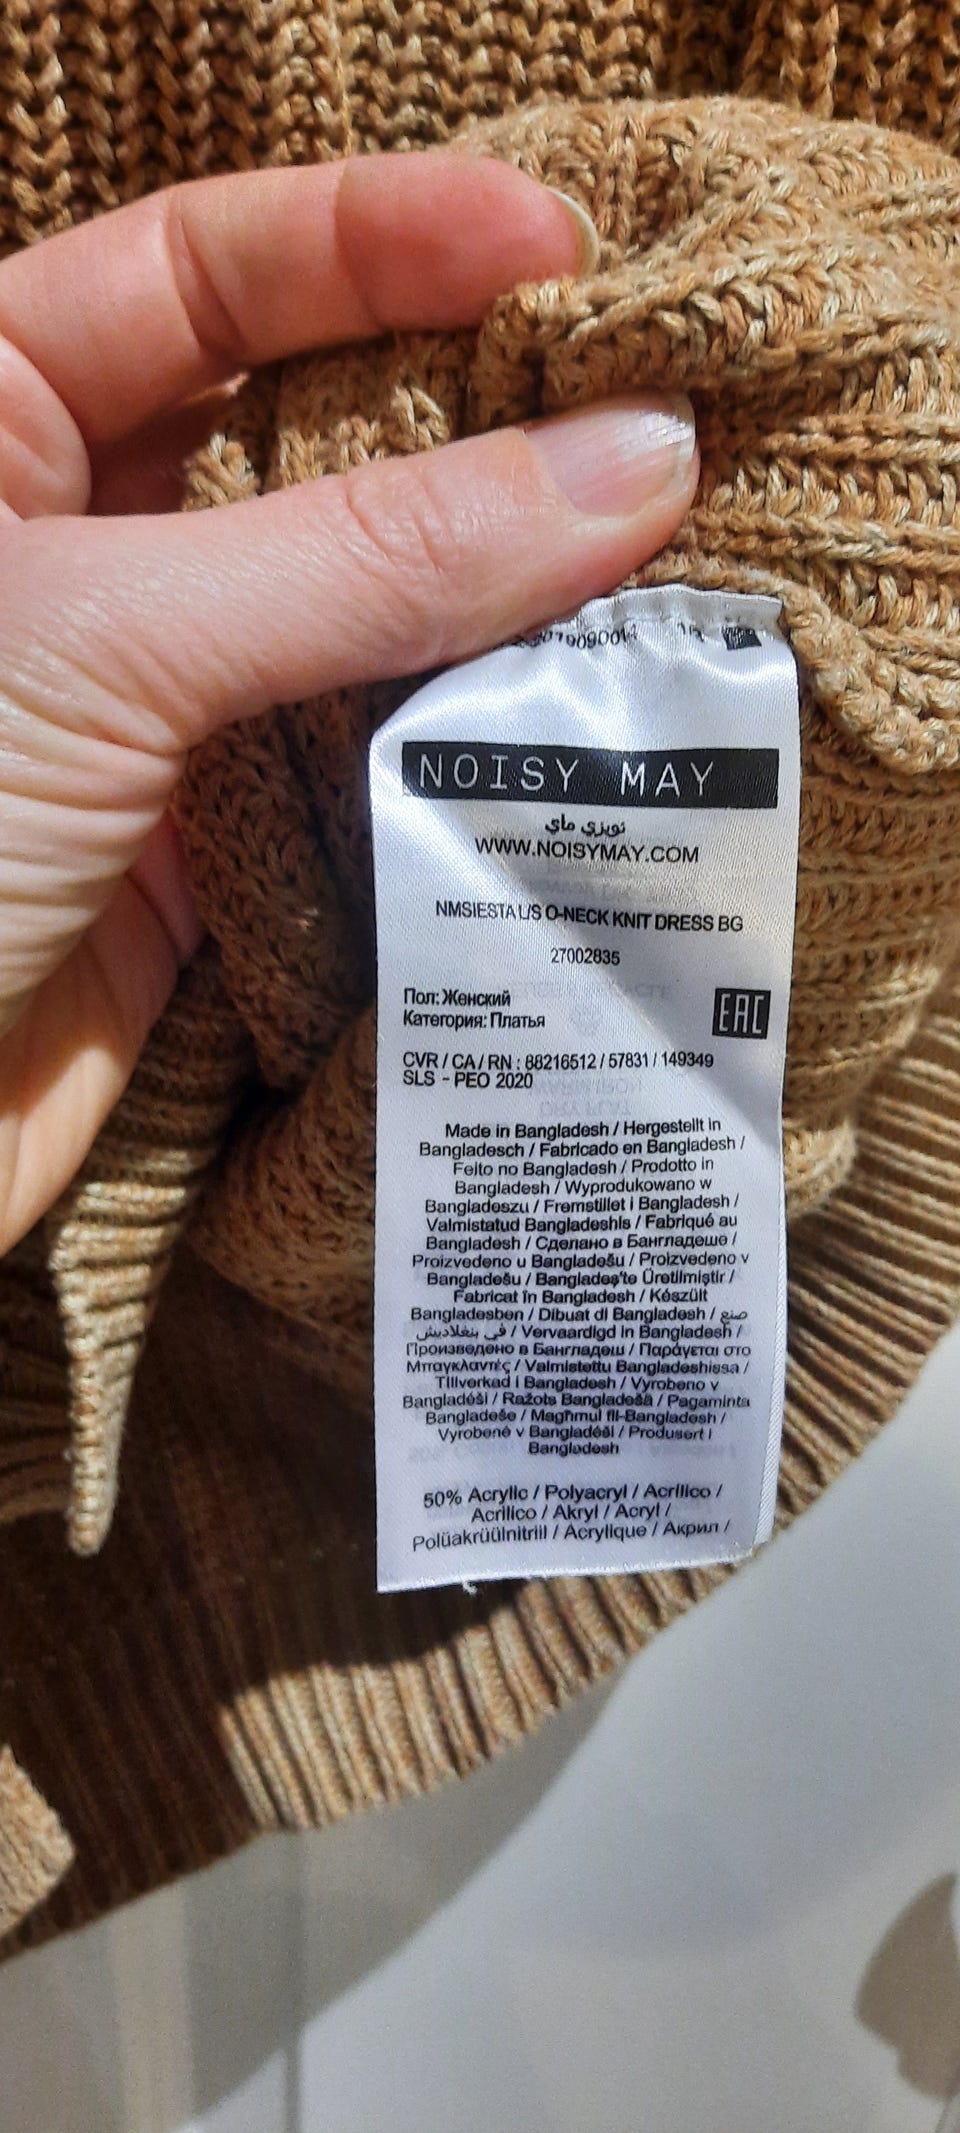 NOISY MAY
نويزي ماي
WWW.NOISYMAY.COM
NMSIESTA L/S O-NECK KNIT DRESS BG
27002835
Пол: Женский
Категория: Платья
EAC
CVR / CA / RN : 88216512 / 57831 / 149349
SLS - PEO 2020
Made in Bangladesh / Hergestellt in
Bangladesch / Fabricado en Bangladesh /
Feito no Bangladesh / Prodotto in
Bangladesh / Wyprodukowano w
Bangladeszu / Fremstillet i Bangladesh /
Valmistatud Bangladeshis / Fabriqué au
Bangladesh / Сделано в Бангладеше /
Proizvedeno u Bangladešu / Proizvedeno v
Bangladešu / Bangladeş'te Üretilmiştir /
Fabricat în Bangladesh / Készült
Bangladesben / Dibuat di Bangladesh / صنع
في بنغلاديش / Vervaardigd in Bangladesh /
Произведено в Бангладеш / Παράγεται στο
Μπαγκλαντές / Valmistettu Bangladeshissa /
Tillverkad i Bangladesh / Vyrobeno v
Bangladéši / Ražots Bangladešā / Pagaminta
Bangladeše / Magħmul fil-Bangladesh /
Vyrobené v Bangladéši / Produsert i
Bangladesh
50% Acrylic / Polyacryl / Acrílico /
Acrilico / Akryl / Acryl /
Polüakrüülnitriil / Acrylique / Акрил /